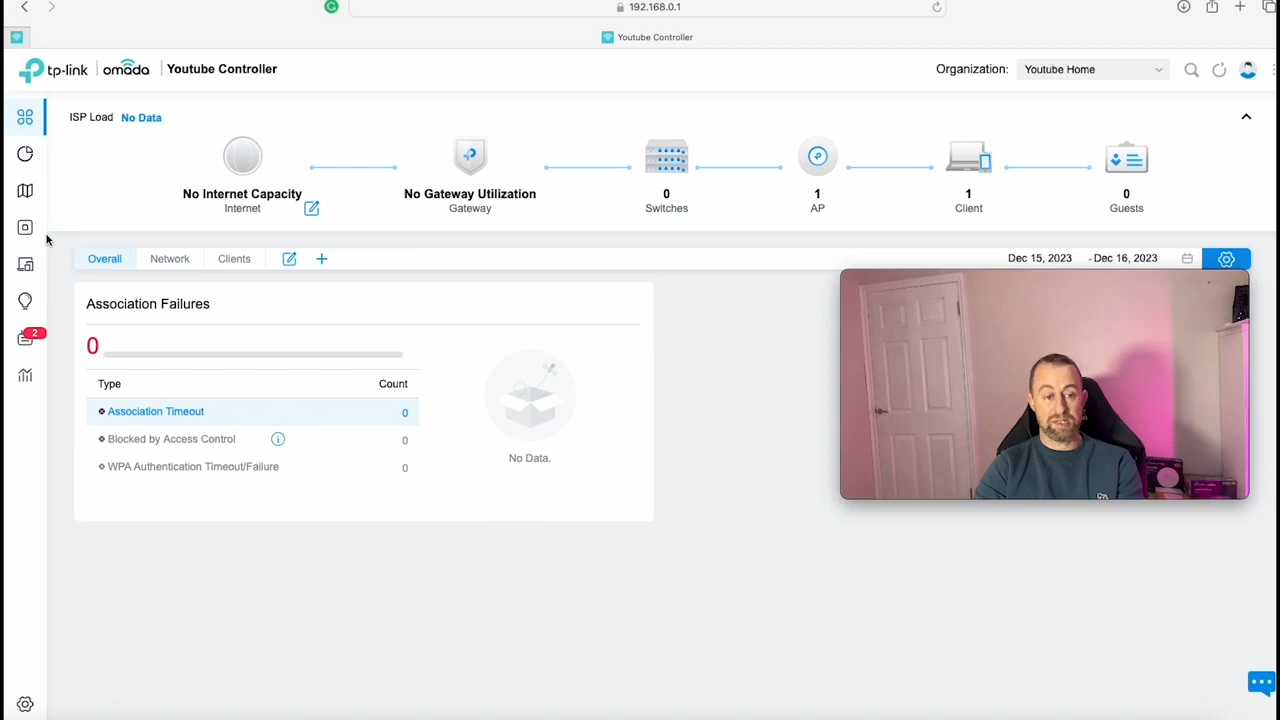 192.168.0.1
Youtube Controller
tp-link | omada | Youtube Controller
Organization: Youtube Home
ISP Load No Data
No Internet Capacity
Internet
No Gateway Utilization
Gateway
0
Switches
1
AP
1
Client
0
Guests
Overall Network Clients
Dec 15, 2023 - Dec 16, 2023
Association Failures
0
Type Count
Association Timeout 0
Blocked by Access Control 0
WPA Authentication Timeout/Failure 0
No Data.
2